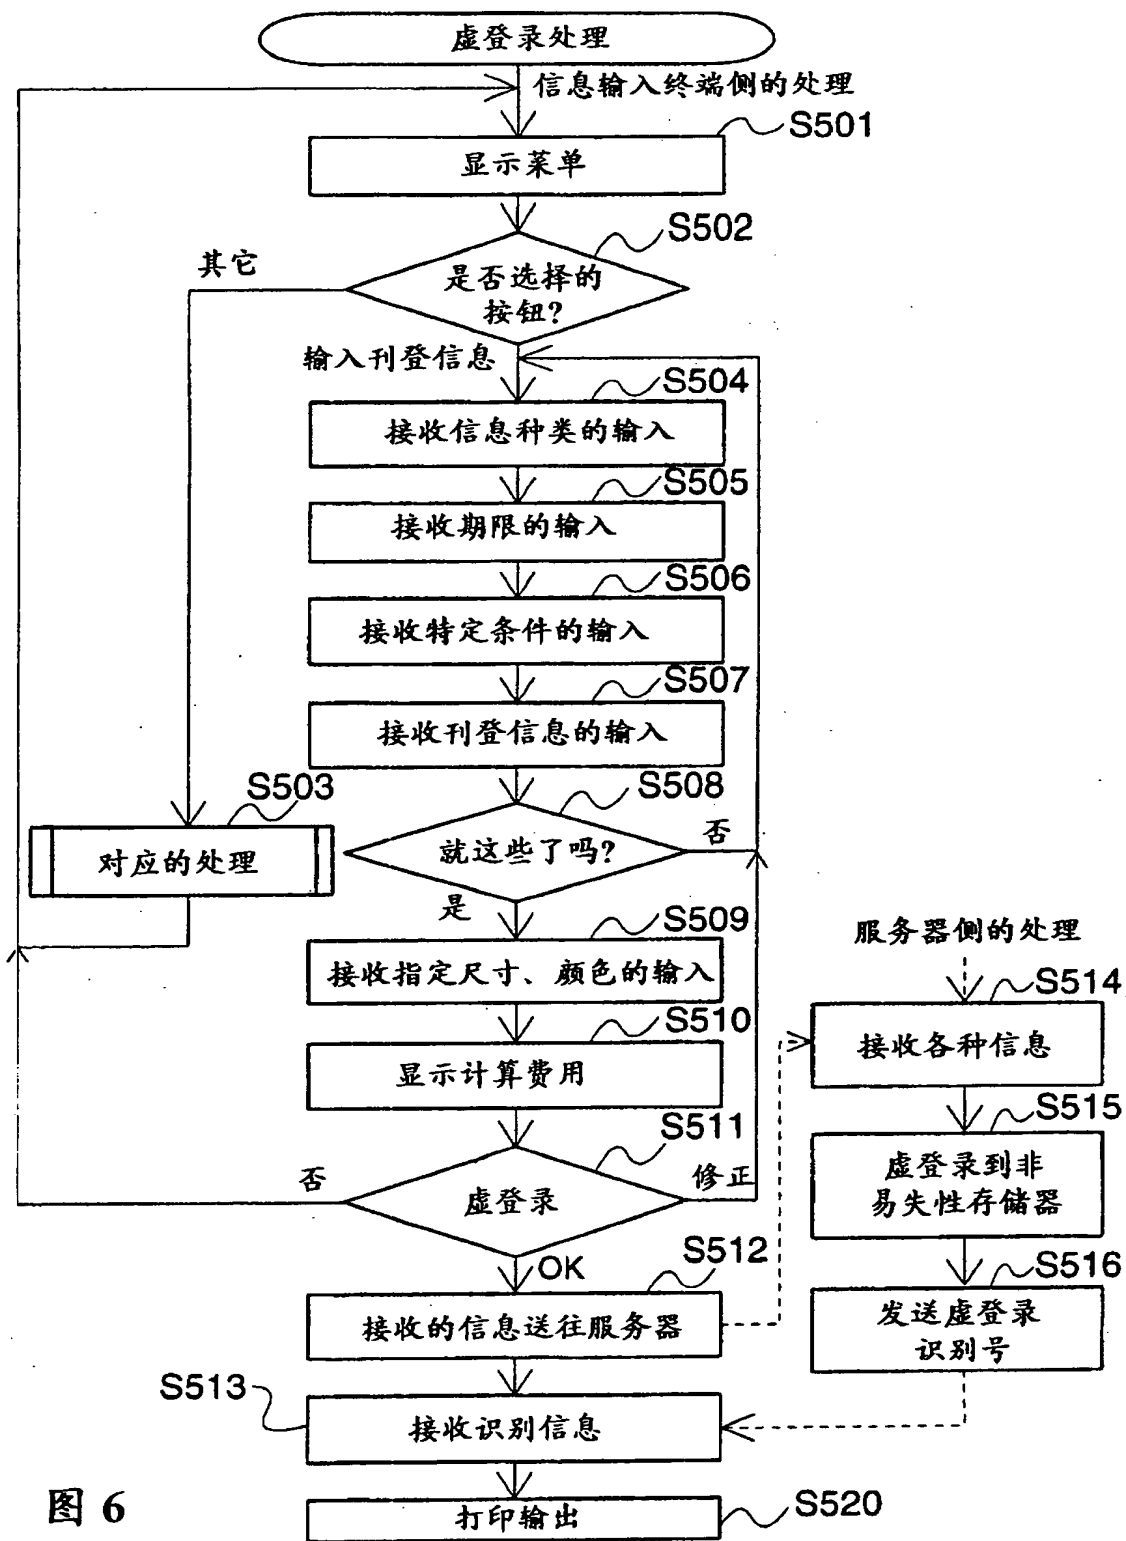 虚登录处理
信息输入终端侧的处理
S501
显示菜单
S502
其它
是否选择的
按钮?
输入刊登信息
S504
接收信息种类的输入
S505
接收期限的输入
S506
接收特定条件的输入
S507
接收刊登信息的输入
S503
S508
对应的处理
就这些了吗?
否
是
S509
服务器侧的处理
接收指定尺寸、颜色的输入
S514
S510
接收各种信息
显示计算费用
S511
S515
否
虚登录
修正
虚登录到非
易失性存储器
S512
OK
S516
接收的信息送往服务器
发送虚登录
识别号
S513
接收识别信息
图 6
打印输出
S520